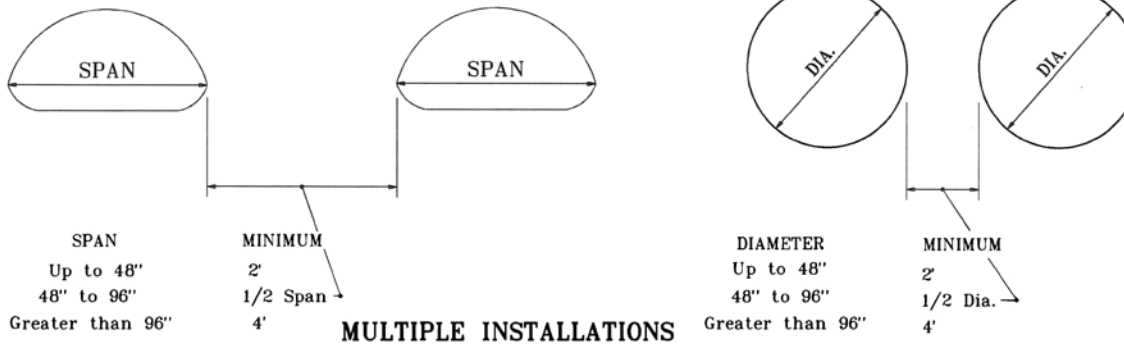 SPAN
SPAN
DIA.
DIA.
SPAN MINIMUM
Up to 48" 2'
48" to 96" 1/2 Span
Greater than 96" 4'
DIAMETER MINIMUM
Up to 48" 2'
48" to 96" 1/2 Dia.
Greater than 96" 4'
MULTIPLE INSTALLATIONS